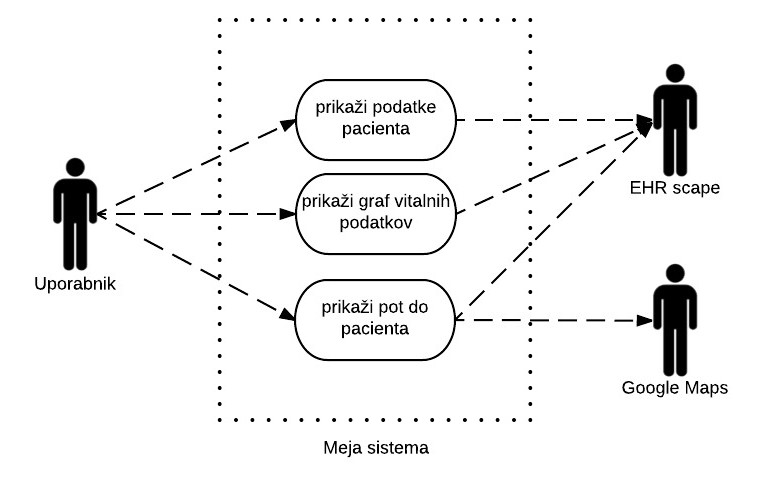 prikaži podatke
pacienta
prikaži graf vitalnih
podatkov
prikaži pot do
pacienta
Uporabnik
EHR scape
Google Maps
Meja sistema